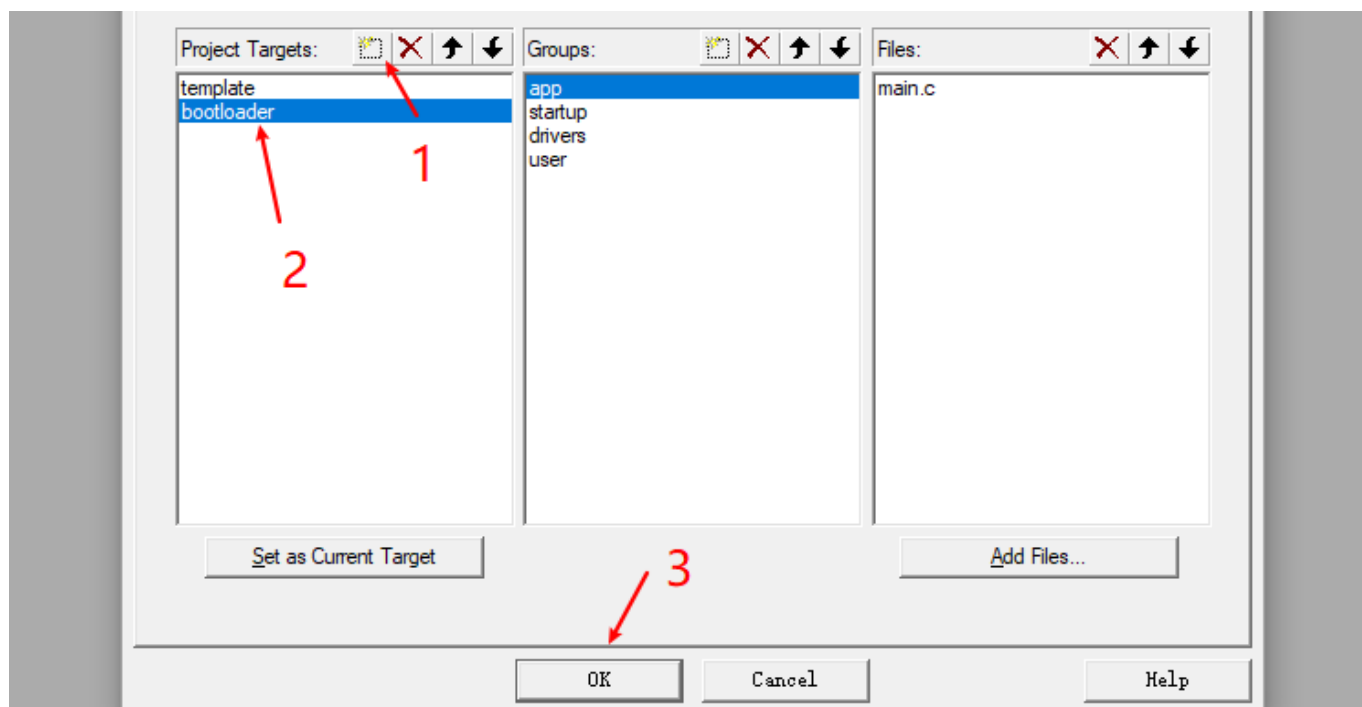 Project Targets:
Groups:
Files:
template
bootloader
app
startup
drivers
user
main.c
1
2
Set as Current Target
Add Files...
3
OK
Cancel
Help